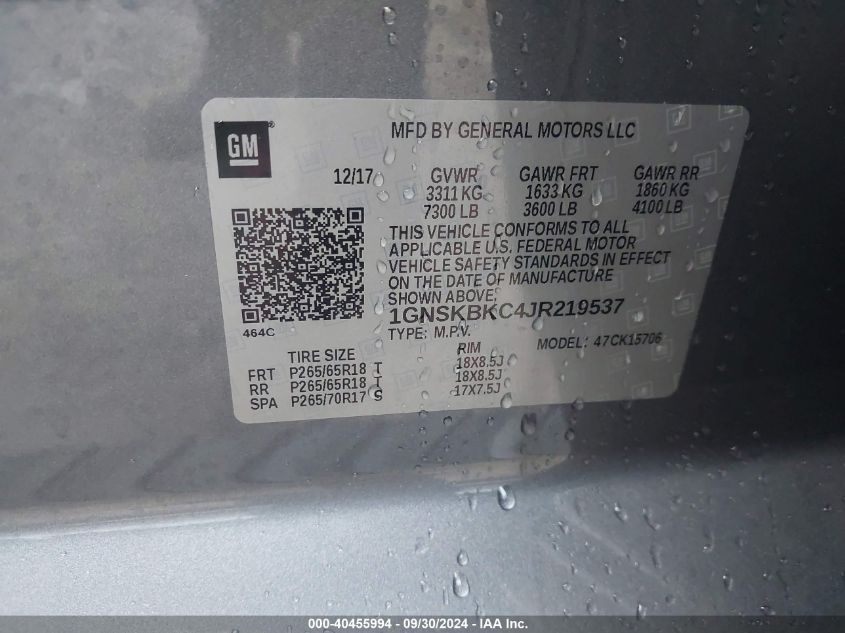 GM
MFD BY GENERAL MOTORS LLC
12/17 GVWR GAWR FRT GAWR RR
3311 KG 1633 KG 1860 KG
7300 LB 3600 LB 4100 LB
THIS VEHICLE CONFORMS TO ALL
APPLICABLE U.S. FEDERAL MOTOR
VEHICLE SAFETY STANDARDS IN EFFECT
ON THE DATE OF MANUFACTURE
SHOWN ABOVE.
1GNSKBKC4JR219537
464C
TYPE: M.P.V. MODEL: 47CK15706
TIRE SIZE RIM
FRT P265/65R18 T 18X8.5J
RR P265/65R18 T 18X8.5J
SPA P265/70R17 S 17X7.5J
000-40455994 - 09/30/2024 - IAA Inc.